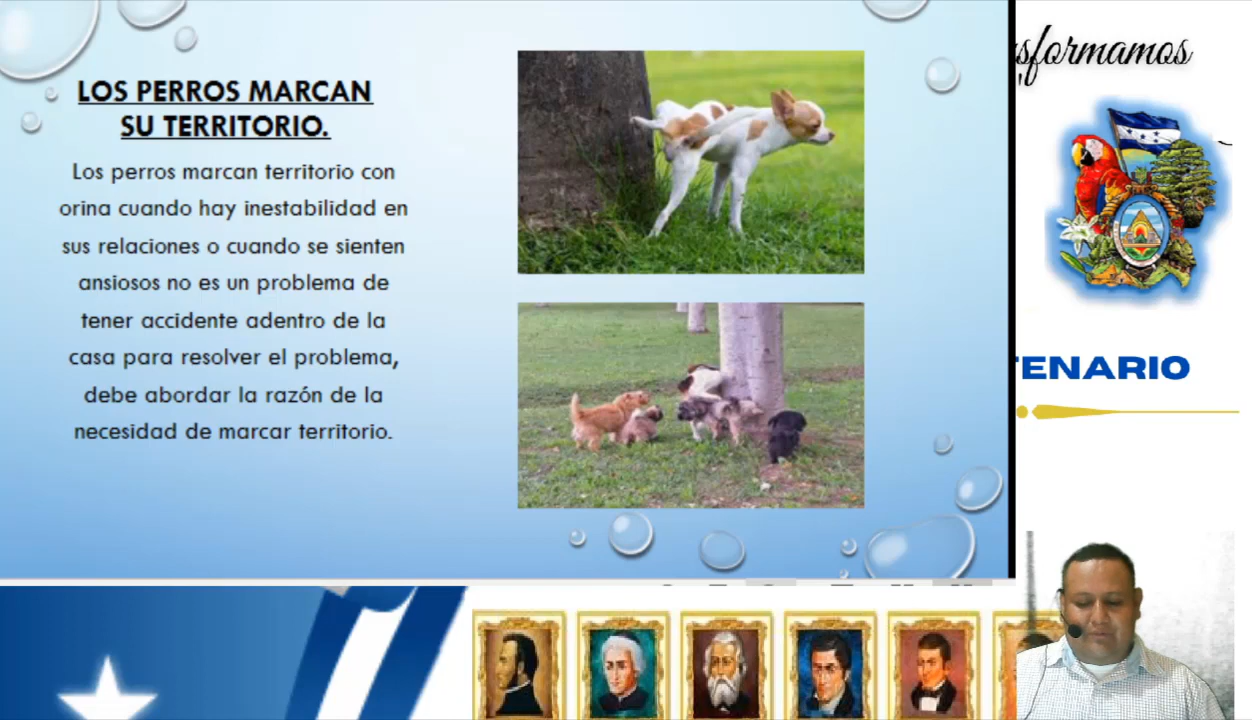 LOS PERROS MARCAN
SU TERRITORIO.
Los perros marcan territorio con
orina cuando hay inestabilidad en
sus relaciones o cuando se sienten
ansiosos no es un problema de
tener accidente adentro de la
casa para resolver el problema,
debe abordar la razón de la
necesidad de marcar territorio.
sformamos
TENARIO